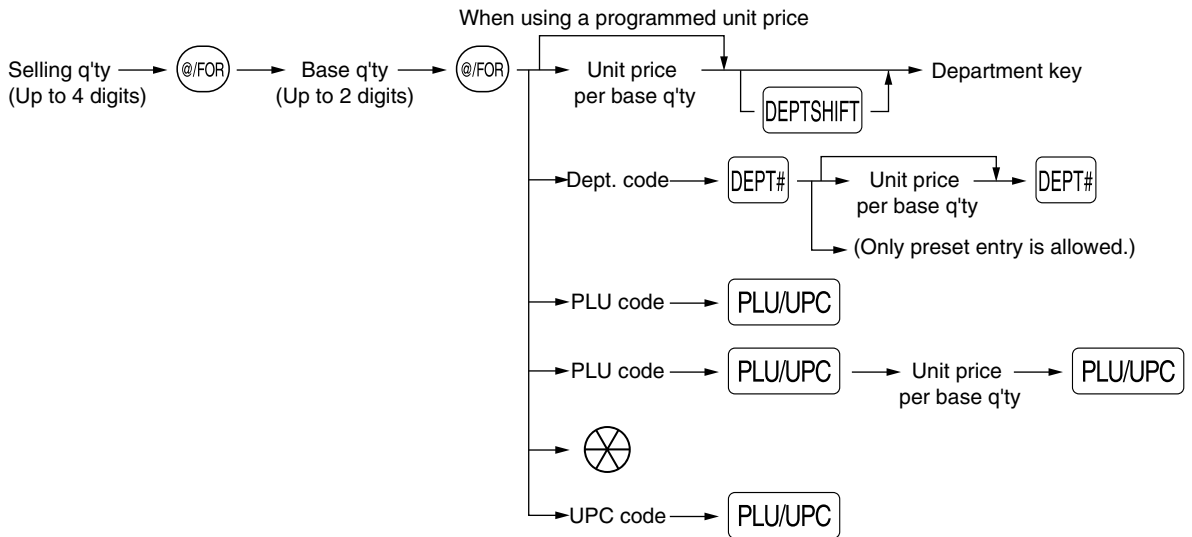 When using a programmed unit price
Selling q'ty @/FOR Base q'ty @/FOR Unit price Department key
(Up to 4 digits) (Up to 2 digits) per base q'ty
DEPTSHIFT
Dept. code DEPT# Unit price DEPT#
per base q'ty
(Only preset entry is allowed.)
PLU code PLU/UPC
PLU code PLU/UPC Unit price PLU/UPC
per base q'ty
UPC code PLU/UPC